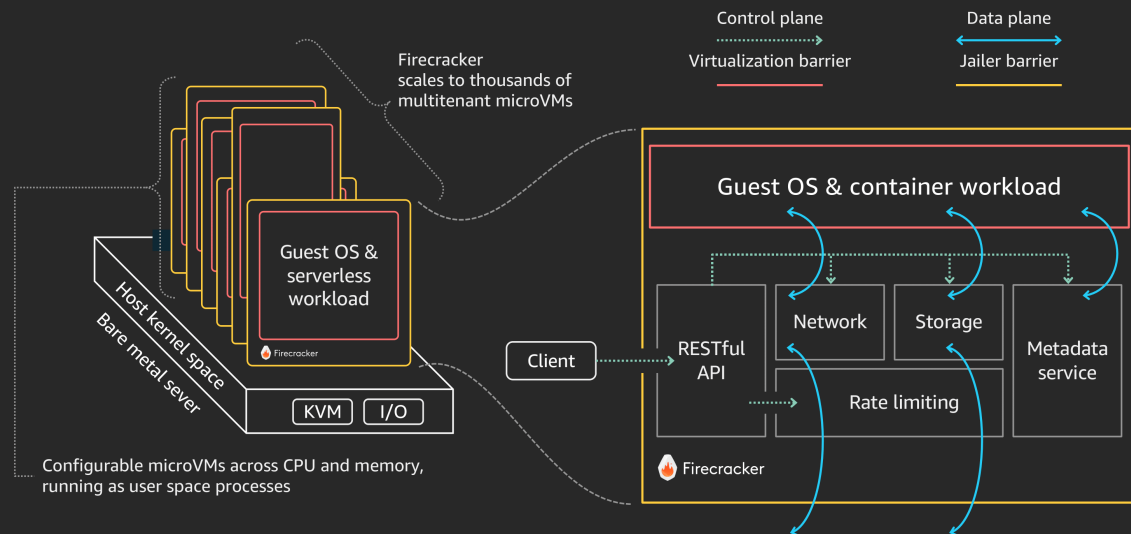 Control plane
Data plane
Virtualization barrier
Jailer barrier
Firecracker
scales to thousands of
multitenant microVMs
Guest OS &
serverless
workload
Firecracker
Host kernel space
Bare metal sever
KVM
I/O
Configurable microVMs across CPU and memory,
running as user space processes
Client
Guest OS & container workload
RESTful
API
Network
Storage
Metadata
service
Rate limiting
Firecracker